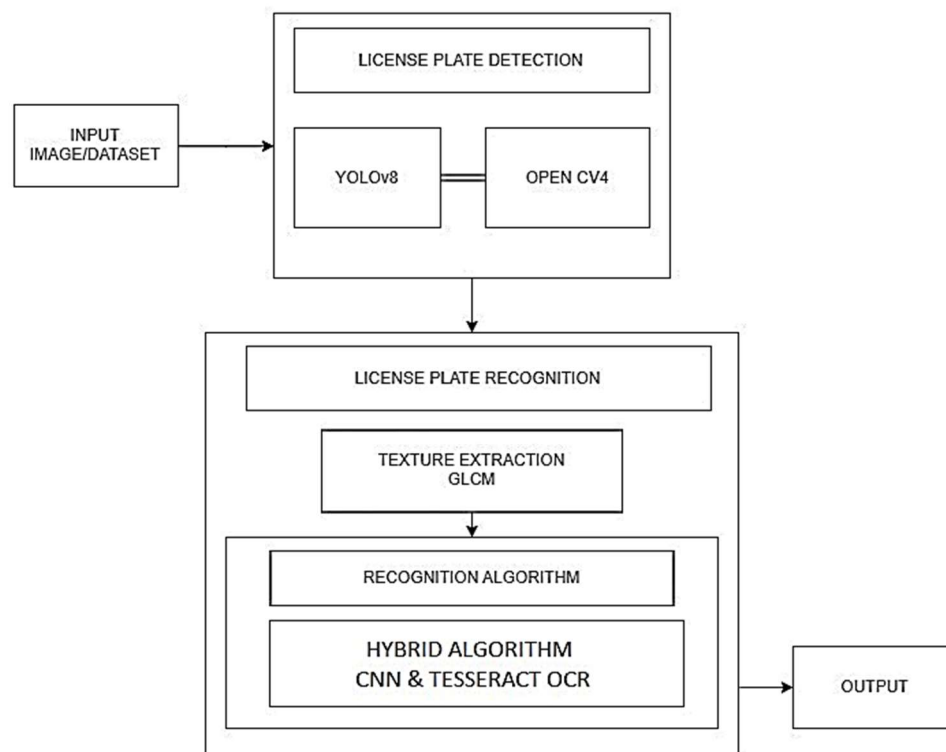 LICENSE PLATE DETECTION
INPUT
IMAGE/DATASET
YOLOv8
OPEN CV4
LICENSE PLATE RECOGNITION
TEXTURE EXTRACTION
GLCM
RECOGNITION ALGORITHM
HYBRID ALGORITHM
CNN & TESSERACT OCR
OUTPUT